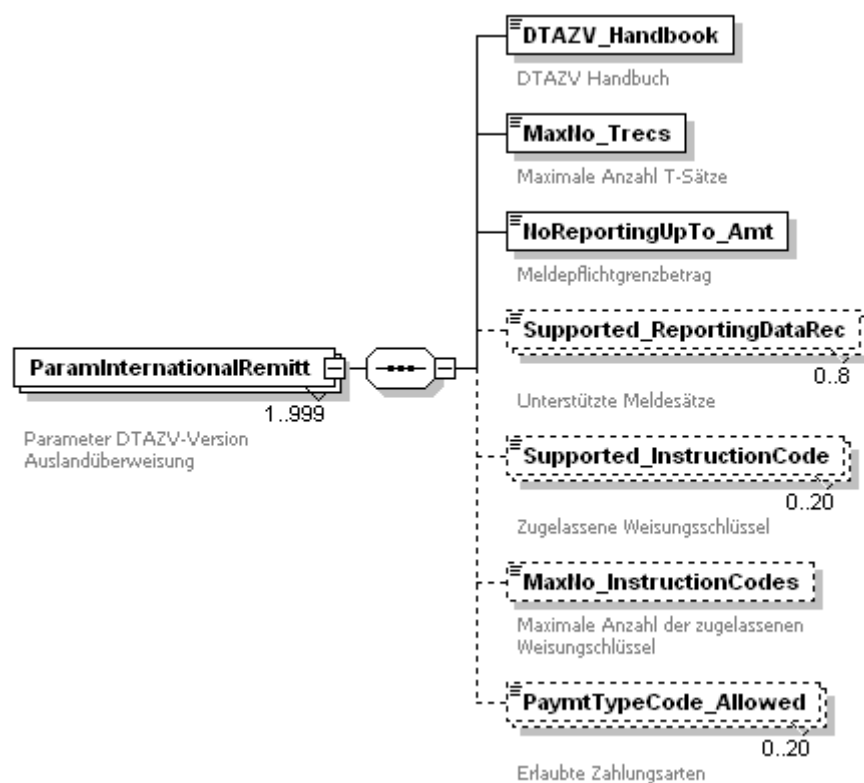 DTAZV_Handbook
DTAZV Handbuch
MaxNo_Trecs
Maximale Anzahl T-Sätze
NoReportingUpTo_Amt
Meldepflichtgrenzbetrag
Supported_ReportingDataRec
0..8
Unterstützte Meldesätze
ParamInternationalRemitt
1..999
Parameter DTAZV-Version
Auslandüberweisung
Supported_InstructionCode
0..20
Zugelassene Weisungsschlüssel
MaxNo_InstructionCodes
Maximale Anzahl der zugelassenen
Weisungschlüssel
PaymtTypeCode_Allowed
0..20
Erlaubte Zahlungsarten